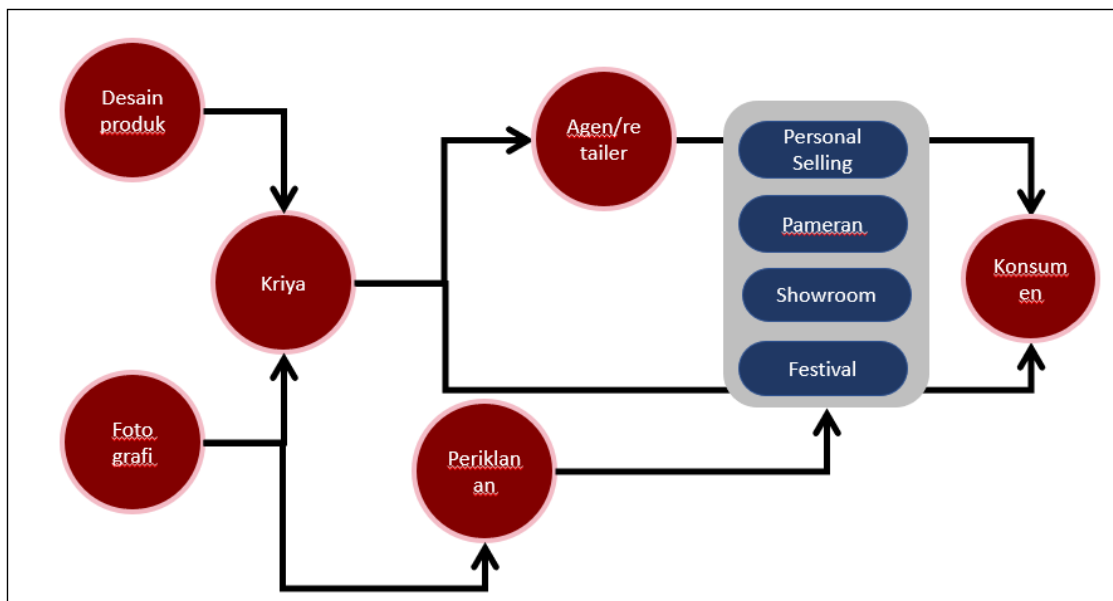 Desain
produk
Agen/re
tailer
Personal
Selling
Pameran
Showroom
Festival
Kriya
Konsum
en
Foto
grafi
Periklan
an